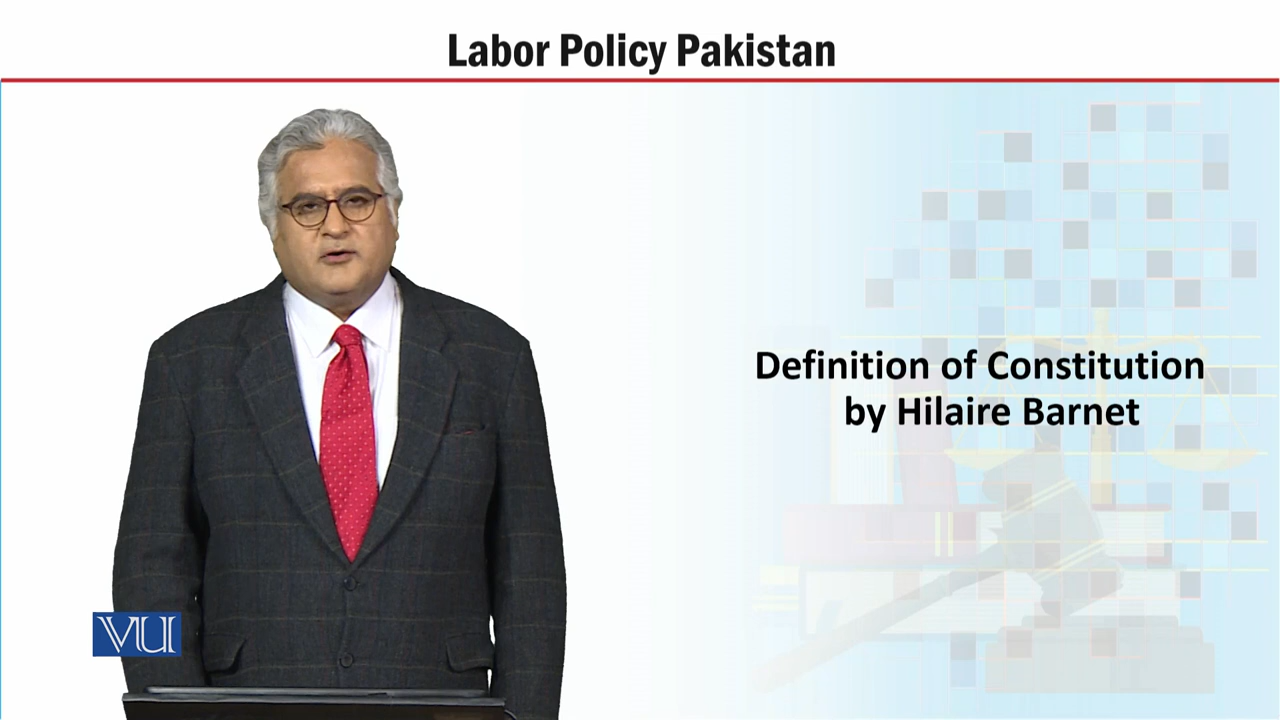 Labor Policy Pakistan
Definition of Constitution
by Hilaire Barnet
VU